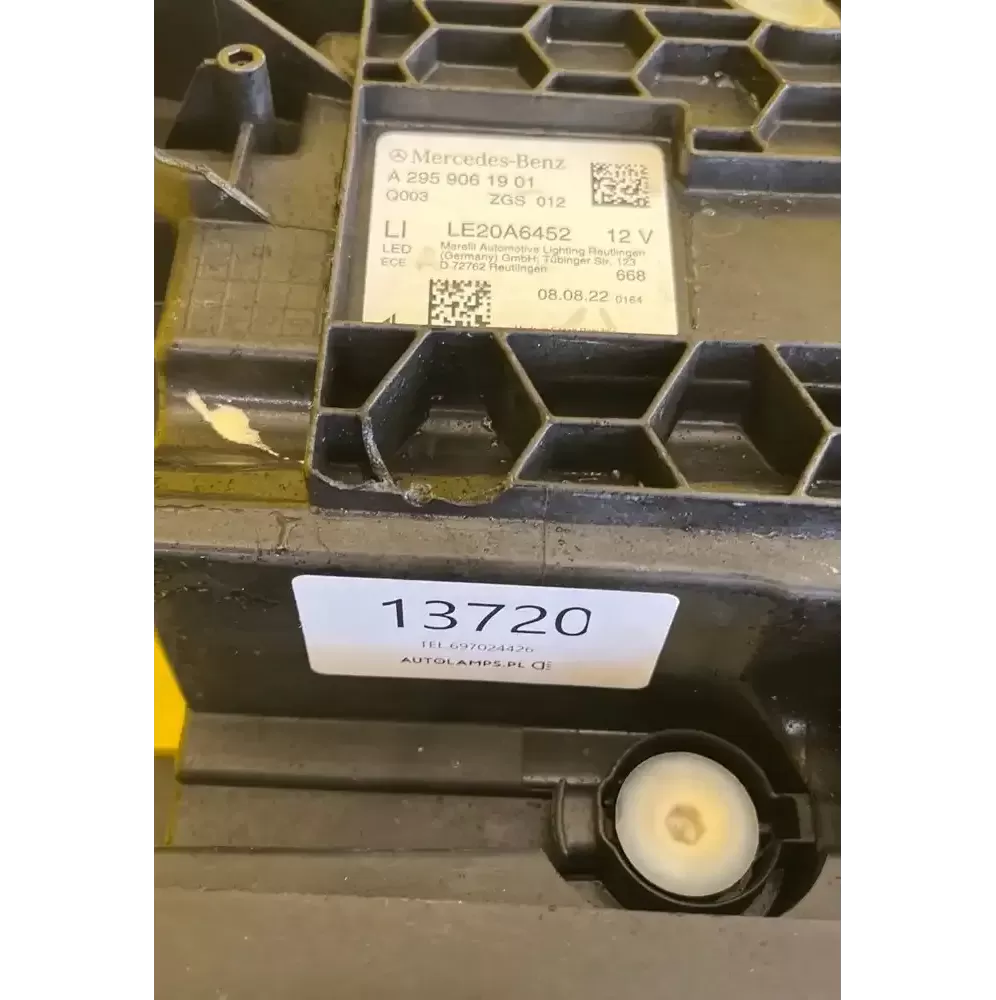 Mercedes-Benz
A 295 906 19 01
Q003 ZGS 012
LI LE20A6452 12 V
LED Marelli Automotive Lighting Reutlingen
(Germany) GmbH, Tübinger Str. 123
ECE D-72762 Reutlingen
668
08.08.22 0164
13720
TEL.697024426
AUTOLAMPS.PL